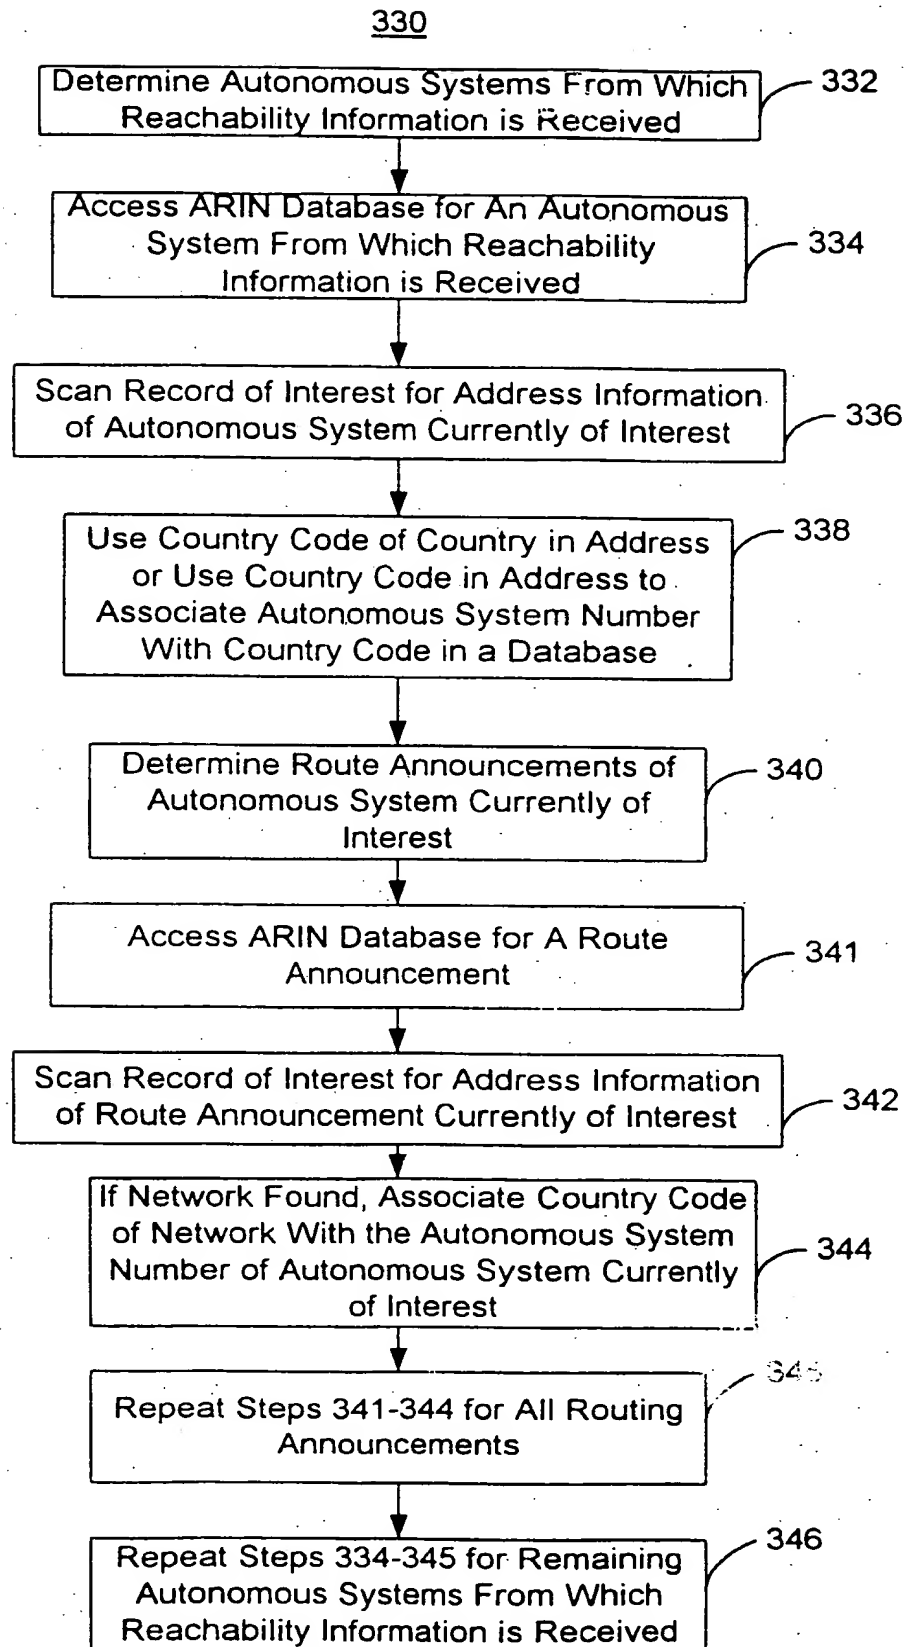 330
Determine Autonomous Systems From Which
Reachability Information is Received
332
Access ARIN Database for An Autonomous
System From Which Reachability
Information is Received
334
Scan Record of Interest for Address Information
of Autonomous System Currently of Interest
336
Use Country Code of Country in Address
or Use Country Code in Address to
Associate Autonomous System Number
With Country Code in a Database
338
Determine Route Announcements of
Autonomous System Currently of
Interest
340
Access ARIN Database for A Route
Announcement
341
Scan Record of Interest for Address Information
of Route Announcement Currently of Interest
342
If Network Found, Associate Country Code
of Network With the Autonomous System
Number of Autonomous System Currently
of Interest
344
Repeat Steps 341-344 for All Routing
Announcements
Repeat Steps 334-345 for Remaining
Autonomous Systems From Which
Reachability Information is Received
346